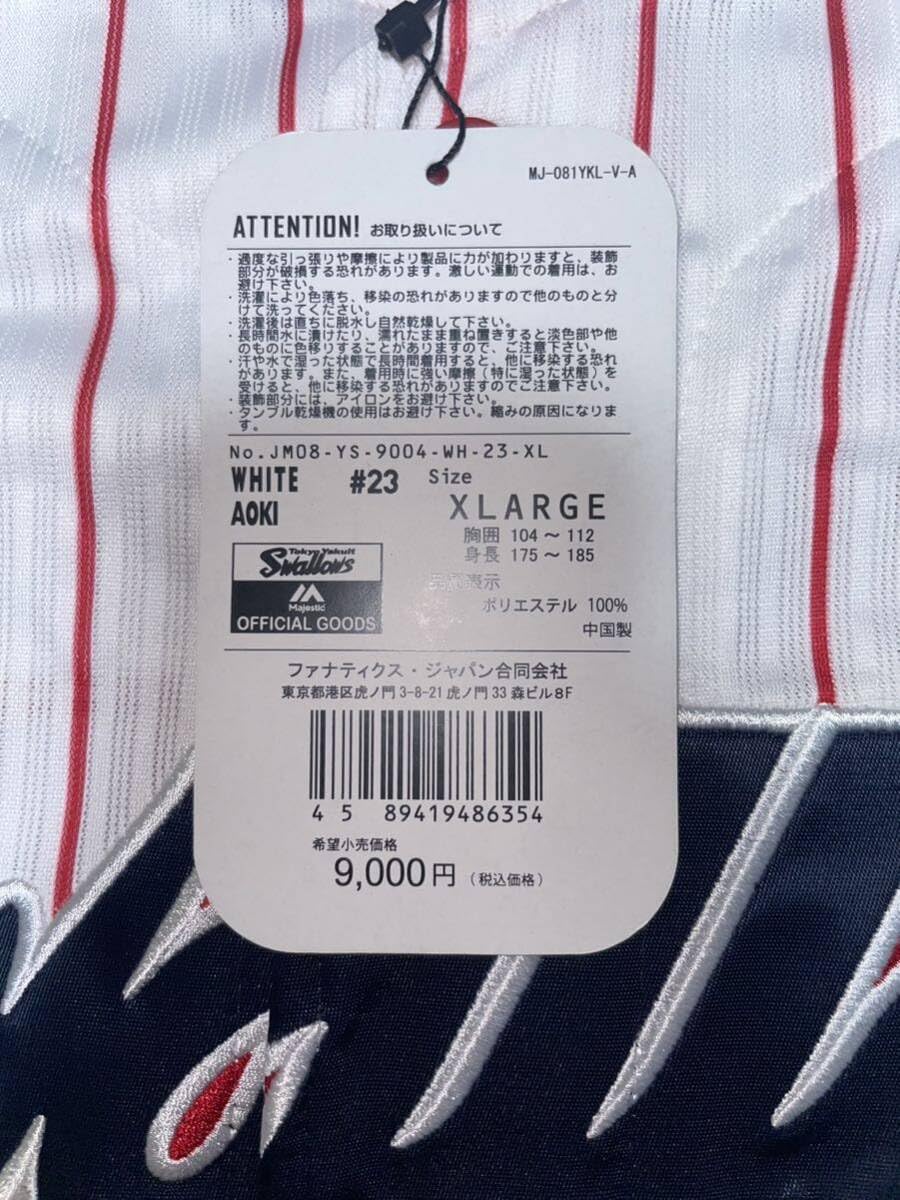 MJ-081YKL-V-A
ATTENTION! お取り扱いについて
・過度な引っ張りや摩擦により製品に力が加わりますと、装飾
部分が破損する恐れがあります。激しい運動での着用は、お
避け下さい。
・洗濯により色落ち、移染の恐れがありますので他のものと分
けて洗ってください。
・洗濯後は直ちに脱水し自然乾燥して下さい。
・長時間水に漬けたり、濡れたまま重ね置きすると淡色部や他
のものに色移りすることがありますので、ご注意下さい。
・汗や水で湿った状態で長時間着用すると、他に移染する恐れ
があります。また、着用時に強い摩擦(特に湿った状態)を
受けると、他に移染する恐れがありますのでご注意下さい。
・装飾部分には、アイロンをお避け下さい。
・タンブル乾燥機の使用はお避け下さい。縮みの原因になりま
す。
No.JM08-YS-9004-WH-23-XL
WHITE #23 Size
AOKI XLARGE
胸囲 104～112
身長 175～185
表示
ポリエステル 100%
中国製
Tokyo Yakult
Swallows
Majestic
OFFICIAL GOODS
ファナティクス・ジャパン合同会社
東京都港区虎ノ門 3-8-21 虎ノ門 33 森ビル8F
4 589419486354
希望小売価格
9,000円 (税込価格)